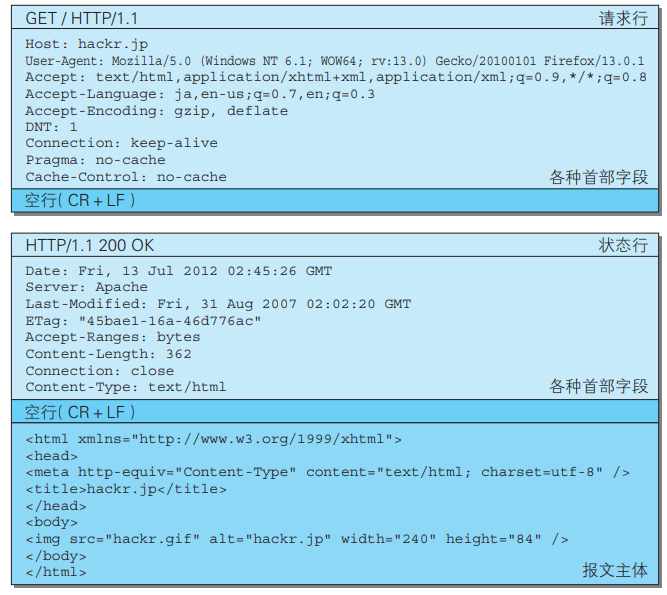 GET / HTTP/1.1 请求行
Host: hackr.jp
User-Agent: Mozilla/5.0 (Windows NT 6.1; WOW64; rv:13.0) Gecko/20100101 Firefox/13.0.1
Accept: text/html,application/xhtml+xml,application/xml;q=0.9,*/*;q=0.8
Accept-Language: ja,en-us;q=0.7,en;q=0.3
Accept-Encoding: gzip, deflate
DNT: 1
Connection: keep-alive
Pragma: no-cache
Cache-Control: no-cache 各种首部字段
空行( CR + LF )
HTTP/1.1 200 OK 状态行
Date: Fri, 13 Jul 2012 02:45:26 GMT
Server: Apache
Last-Modified: Fri, 31 Aug 2007 02:02:20 GMT
ETag: "45bae1-16a-46d776ac"
Accept-Ranges: bytes
Content-Length: 362
Connection: close
Content-Type: text/html 各种首部字段
空行( CR + LF )
<html xmlns="http://www.w3.org/1999/xhtml">
<head>
<meta http-equiv="Content-Type" content="text/html; charset=utf-8" />
<title>hackr.jp</title>
</head>
<body>
<img src="hackr.gif" alt="hackr.jp" width="240" height="84" />
</body>
</html> 报文主体